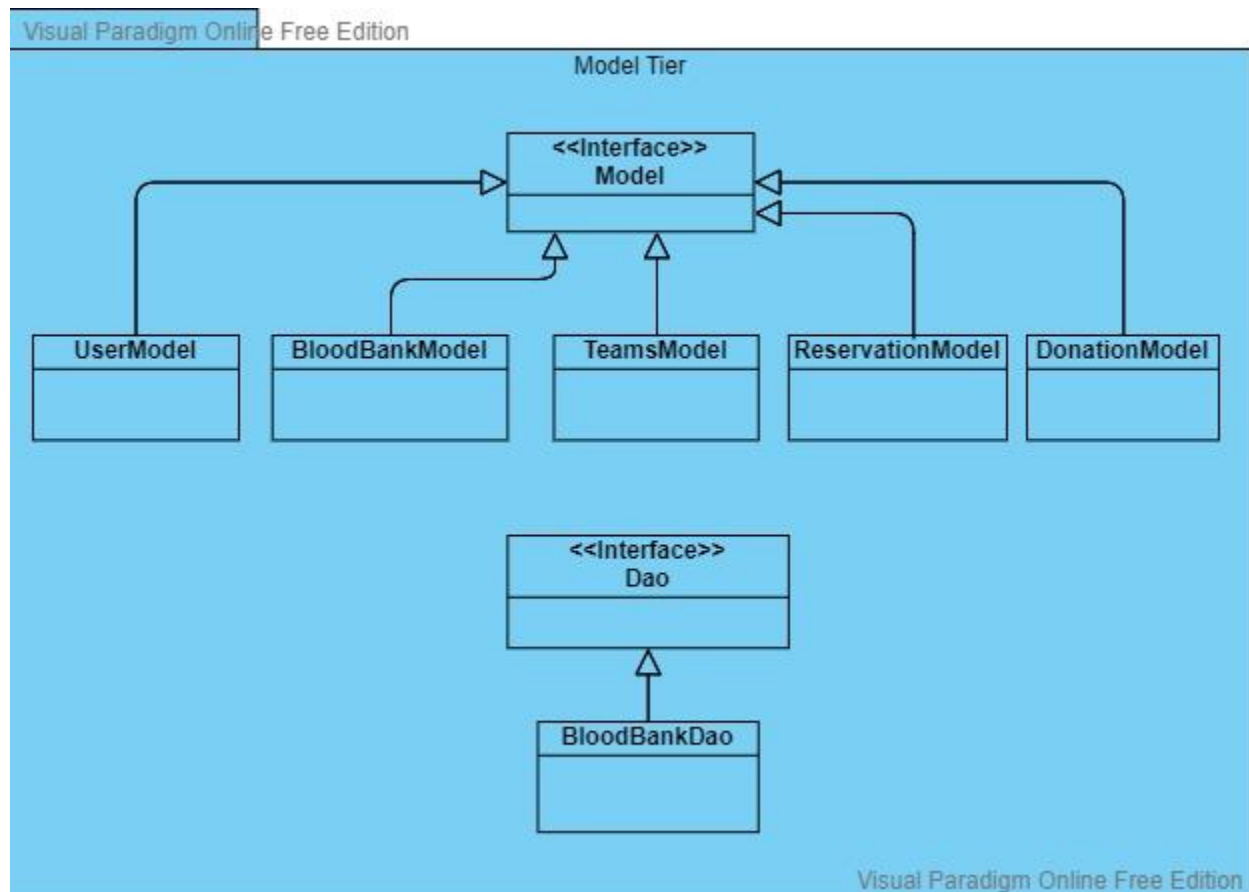 Visual Paradigm Online Free Edition
Model Tier
<<Interface>>
Model
UserModel
BloodBankModel
TeamsModel
ReservationModel
DonationModel
<<Interface>>
Dao
BloodBankDao
Visual Paradigm Online Free Edition